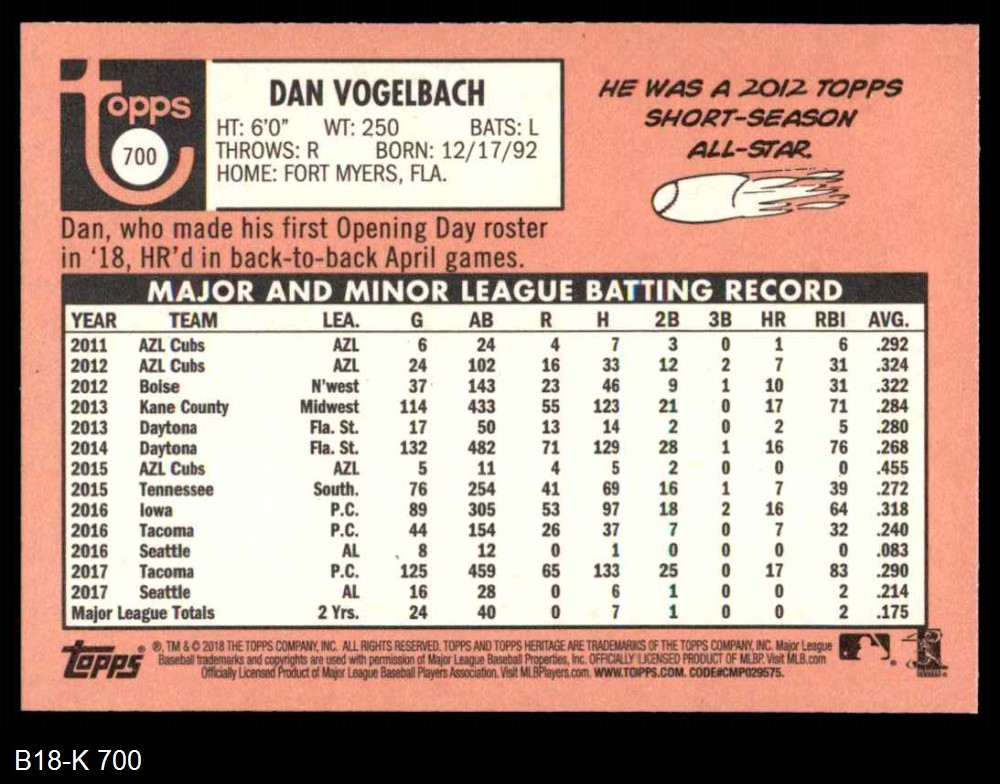 Topps
700
DAN VOGELBACH
HT: 6'0" WT: 250 BATS: L
THROWS: R BORN: 12/17/92
HOME: FORT MYERS, FLA.
HE WAS A 2012 TOPPS
SHORT-SEASON
ALL-STAR.
Dan, who made his first Opening Day roster
in '18, HR'd in back-to-back April games.
MAJOR AND MINOR LEAGUE BATTING RECORD
YEAR TEAM LEA. G AB R H 2B 3B HR RBI AVG.
2011 AZL Cubs AZL 6 24 4 7 3 0 1 6 .292
2012 AZL Cubs AZL 24 102 16 33 12 2 7 31 .324
2012 Boise N'west 37 143 23 46 9 1 10 31 .322
2013 Kane County Midwest 114 433 55 123 21 0 17 71 .284
2013 Daytona Fla. St. 17 50 13 14 2 0 2 5 .280
2014 Daytona Fla. St. 132 482 71 129 28 1 16 76 .268
2015 AZL Cubs AZL 5 11 4 5 2 0 0 0 .455
2015 Tennessee South. 76 254 41 69 16 1 7 39 .272
2016 Iowa P.C. 89 305 53 97 18 2 16 64 .318
2016 Tacoma P.C. 44 154 26 37 7 0 7 32 .240
2016 Seattle AL 8 12 0 1 0 0 0 0 .083
2017 Tacoma P.C. 125 459 65 133 25 0 17 83 .290
2017 Seattle AL 16 28 0 6 1 0 0 2 .214
Major League Totals 2 Yrs. 24 40 0 7 1 0 0 2 .175
Topps ®, TM & © 2018 THE TOPPS COMPANY, INC. ALL RIGHTS RESERVED. TOPPS AND TOPPS HERITAGE ARE TRADEMARKS OF THE TOPPS COMPANY, INC. Major League
Baseball trademarks and copyrights are used with permission of Major League Baseball Properties, Inc. OFFICIALLY LICENSED PRODUCT OF MLBP. Visit MLB.com
Officially Licensed Product of Major League Baseball Players Association. Visit MLBPlayers.com. WWW.TOPPS.COM. CODE#CMP029575.
B18-K 700